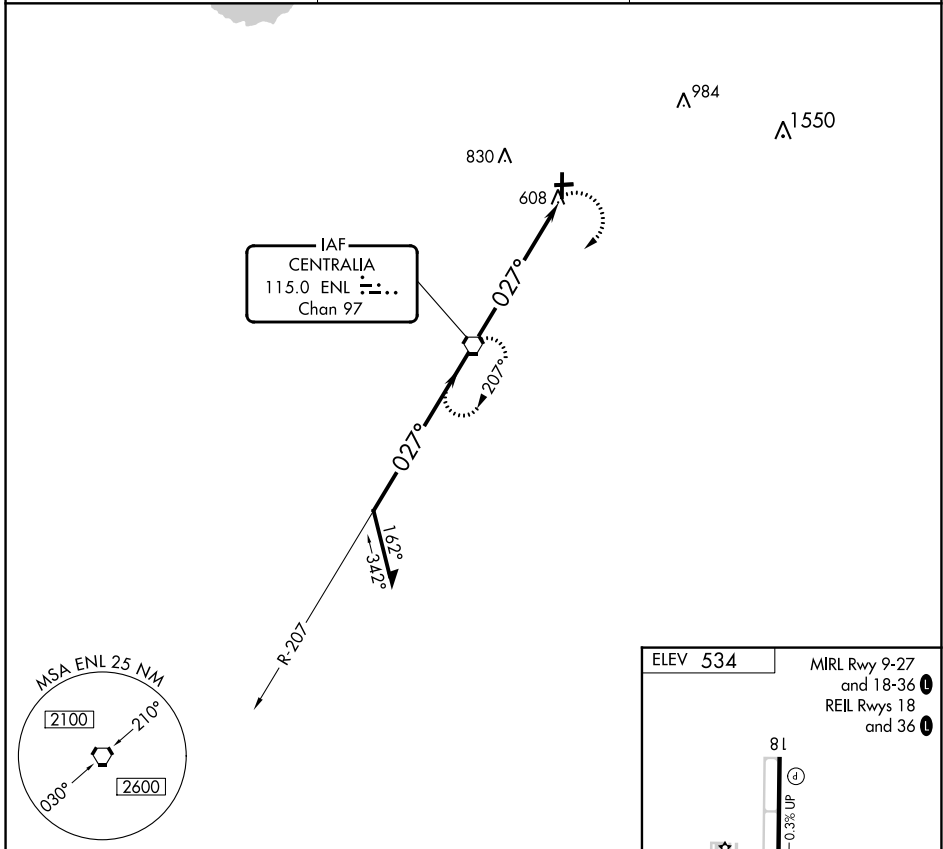 984
1550
830
608
IAF
CENTRALIA
115.0 ENL
Chan 97
027°
207°
027°
162°
342°
R-207
MSA ENL 25 NM
2100
210°
030°
2600
ELEV 534
MIRL Rwy 9-27
and 18-36 L
REIL Rwys 18
and 36 L
18
P
0.3% UP